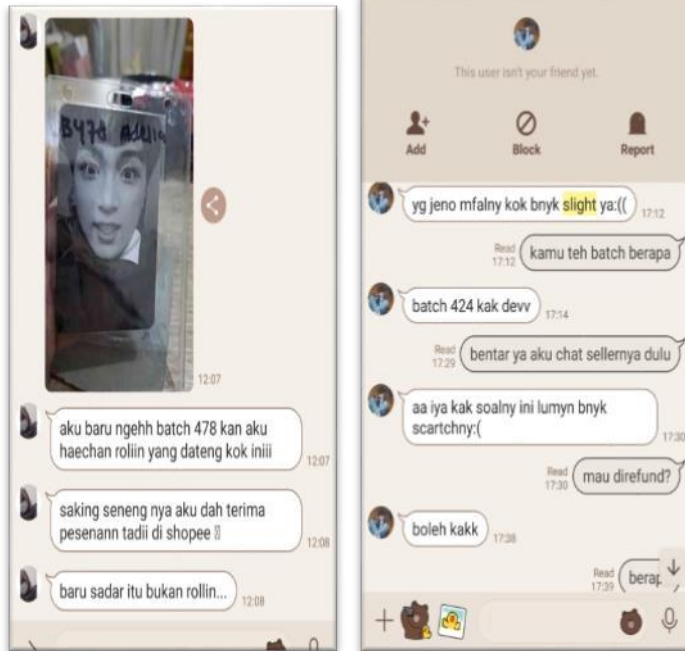 B478 Adelia
12:07
aku baru ngehh batch 478 kan aku
haechan roliin yang dateng kok iniii
12:07
saking seneng nya aku dah terima
pesenann tadii di shopee
12:08
baru sadar itu bukan rollin...
12:08
This user isn't your friend yet.
Add
Block
Report
yg jeno mfalny kok bnyk slight ya:((
17:12
Read
17:12
kamu teh batch berapa
batch 424 kak devv
17:14
Read
17:29
bentar ya aku chat sellernya dulu
aa iya kak soalny ini lumyn bnyk
scartchny:(
17:30
Read
17:30
mau direfund?
boleh kakk
17:38
Read
17:39